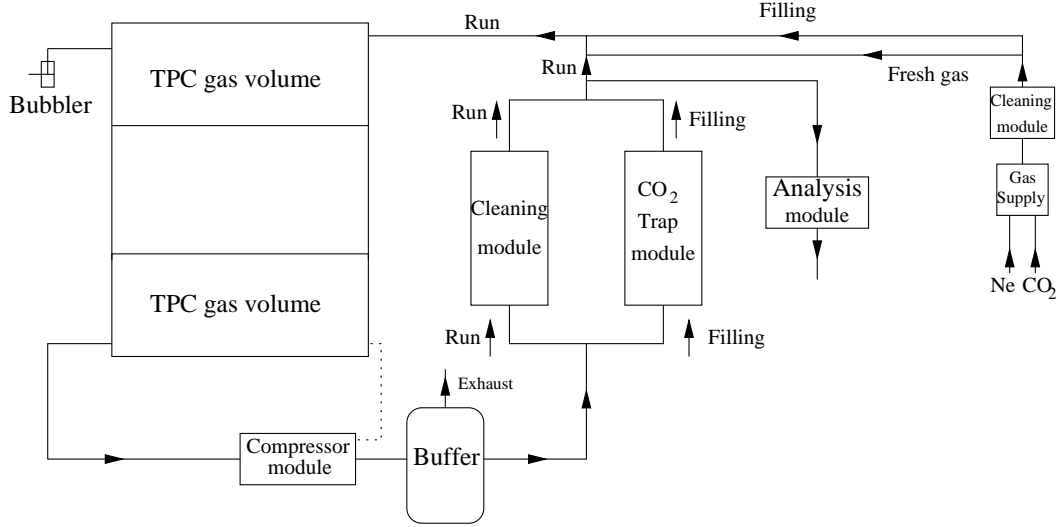 Filling
Run
TPC gas volume
Run
Fresh gas
Bubbler
Cleaning
module
Run
Filling
Gas
Supply
CO2
Trap
module
Cleaning
module
Analysis
module
Ne CO2
TPC gas volume
Run
Filling
Exhaust
Compressor
module
Buffer